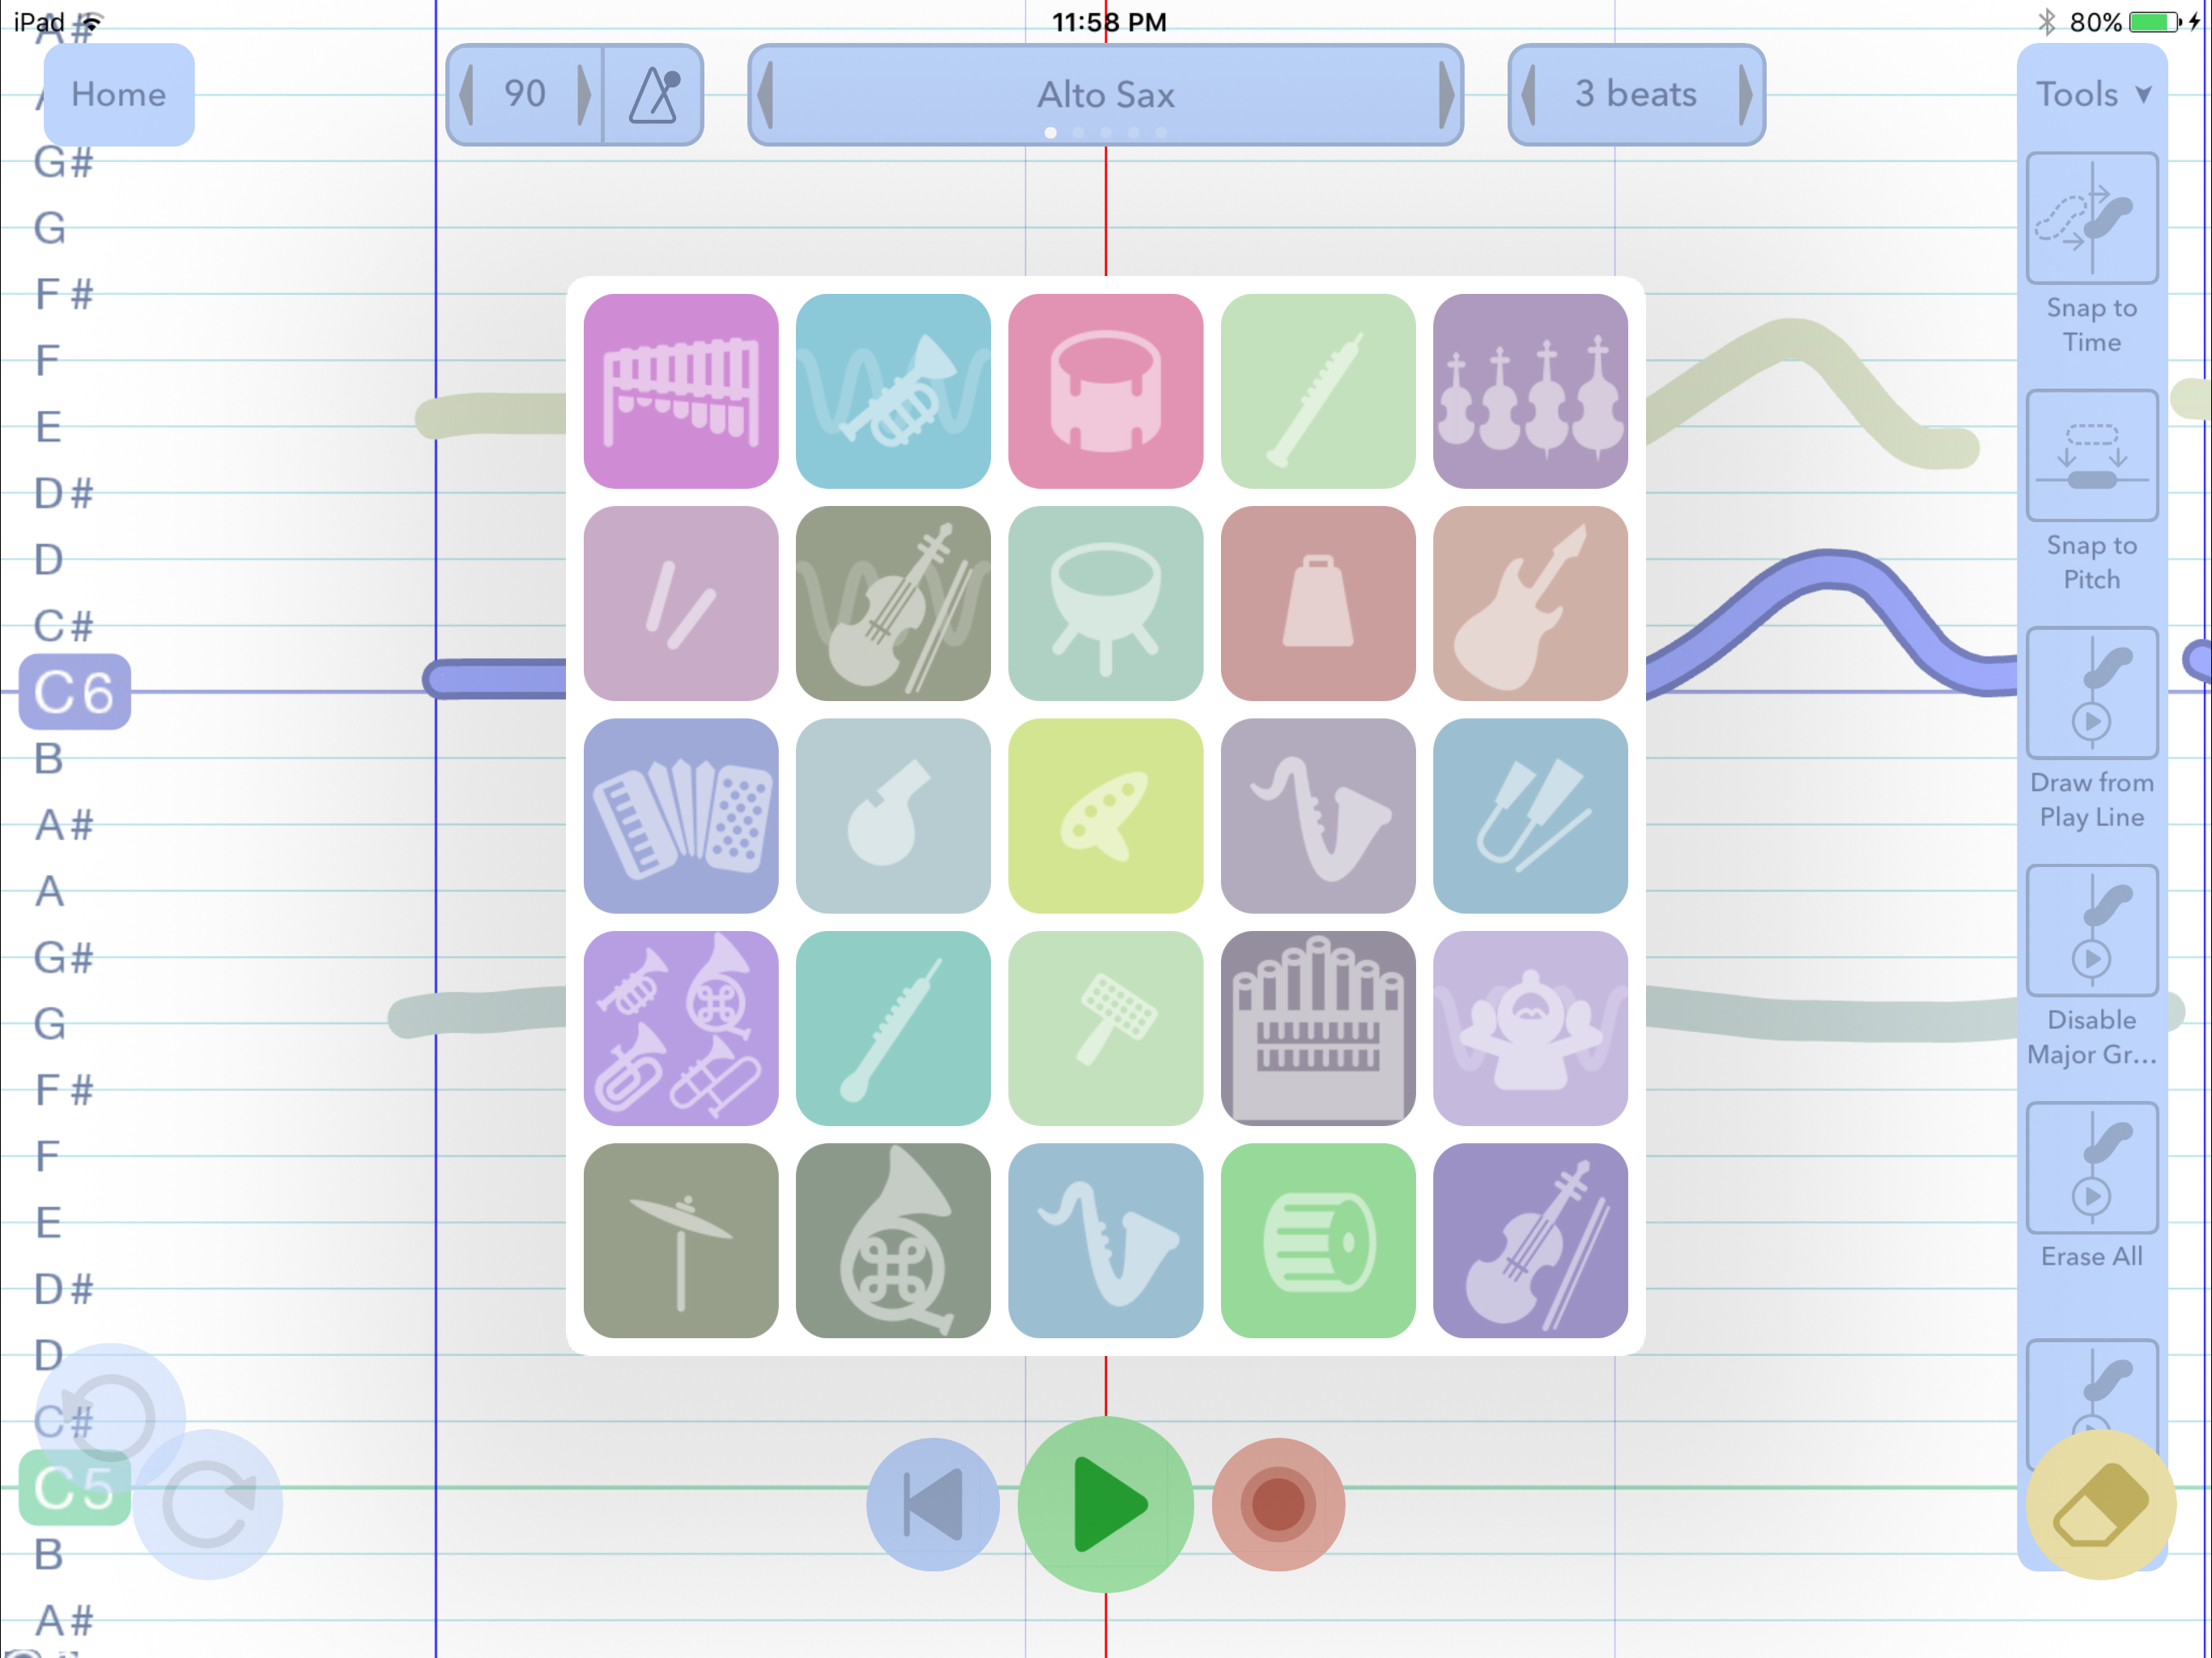 iPad 11:58 PM 80%
A#
Home 90 Alto Sax 3 beats Tools
G#
G
F#
F
E
D#
D
C#
C6
B
A#
A
G#
G
F#
F
E
D#
D
C#
C5
B
A#
Snap to
Time
Snap to
Pitch
Draw from
Play Line
Disable
Major Gr...
Erase All